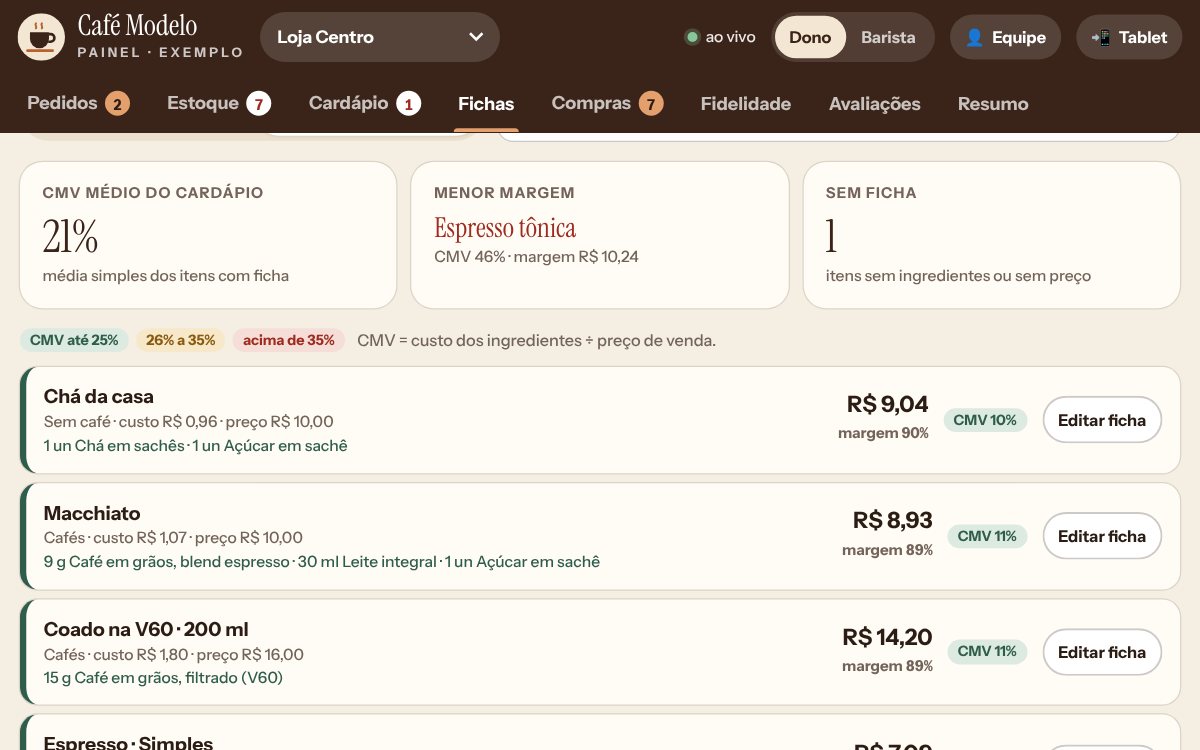 Café Modelo
PAINEL · EXEMPLO
Loja Centro
ao vivo
Dono
Barista
Equipe
Tablet
Pedidos 2
Estoque 7
Cardápio 1
Fichas
Compras 7
Fidelidade
Avaliações
Resumo
CMV MÉDIO DO CARDÁPIO
21%
média simples dos itens com ficha
MENOR MARGEM
Espresso tônica
CMV 46% · margem R$ 10,24
SEM FICHA
1
itens sem ingredientes ou sem preço
CMV até 25%
26% a 35%
acima de 35%
CMV = custo dos ingredientes ÷ preço de venda.
Chá da casa
Sem café · custo R$ 0,96 · preço R$ 10,00
1 un Chá em sachês · 1 un Açúcar em sachê
R$ 9,04
margem 90%
CMV 10%
Editar ficha
Macchiato
Cafés · custo R$ 1,07 · preço R$ 10,00
9 g Café em grãos, blend espresso · 30 ml Leite integral · 1 un Açúcar em sachê
R$ 8,93
margem 89%
CMV 11%
Editar ficha
Coado na V60 · 200 ml
Cafés · custo R$ 1,80 · preço R$ 16,00
15 g Café em grãos, filtrado (V60)
R$ 14,20
margem 89%
CMV 11%
Editar ficha
Espresso · Simples